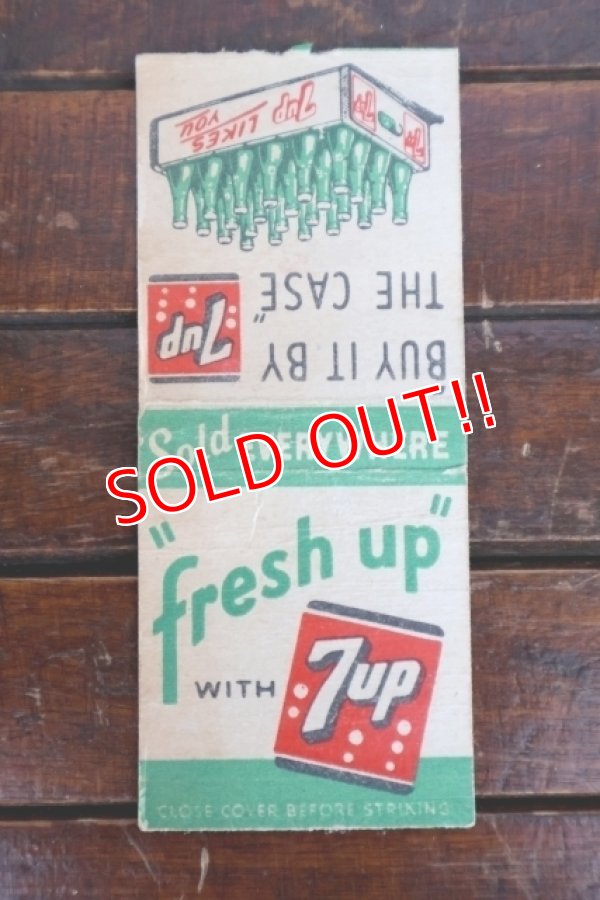 7up LIKES
YOU
7up
7up
"BUY IT BY
THE CASE"
7up
Sold EVERYWHERE
SOLD OUT!!
"fresh up"
WITH 7up
CLOSE COVER BEFORE STRIKING